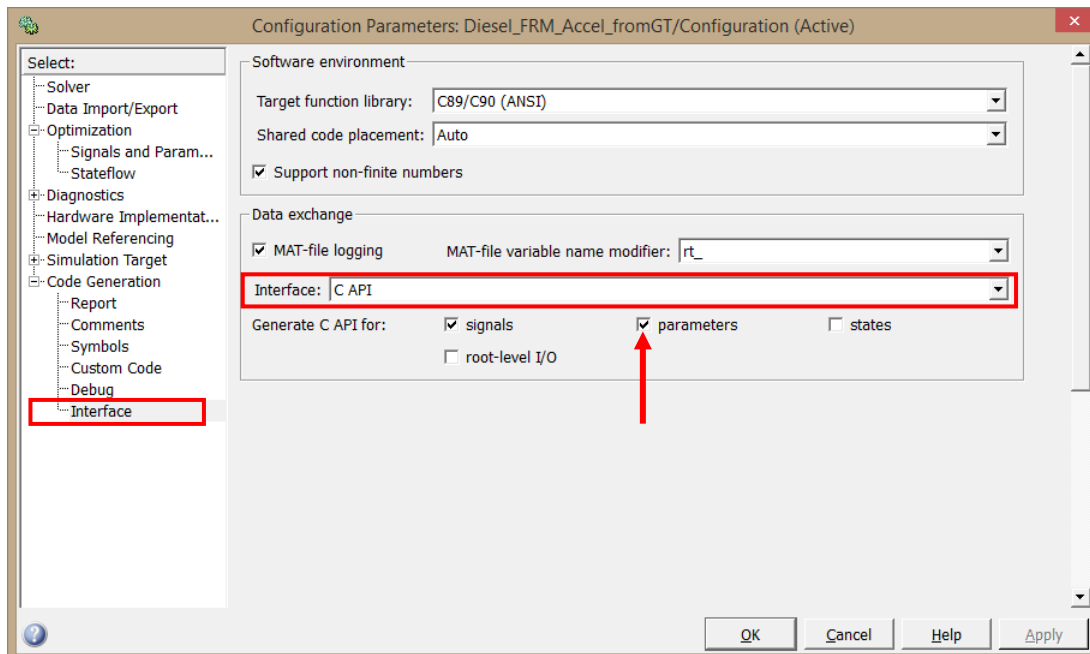 Configuration Parameters: Diesel_FRM_Accel_fromGT/Configuration (Active)
Select:
Solver
Data Import/Export
Optimization
Signals and Param...
Stateflow
Diagnostics
Hardware Implementat...
Model Referencing
Simulation Target
Code Generation
Report
Comments
Symbols
Custom Code
Debug
Interface
Software environment
Target function library: C89/C90 (ANSI)
Shared code placement: Auto
Support non-finite numbers
Data exchange
MAT-file logging MAT-file variable name modifier: rt_
Interface: C API
Generate C API for: signals parameters states
root-level I/O
OK Cancel Help Apply